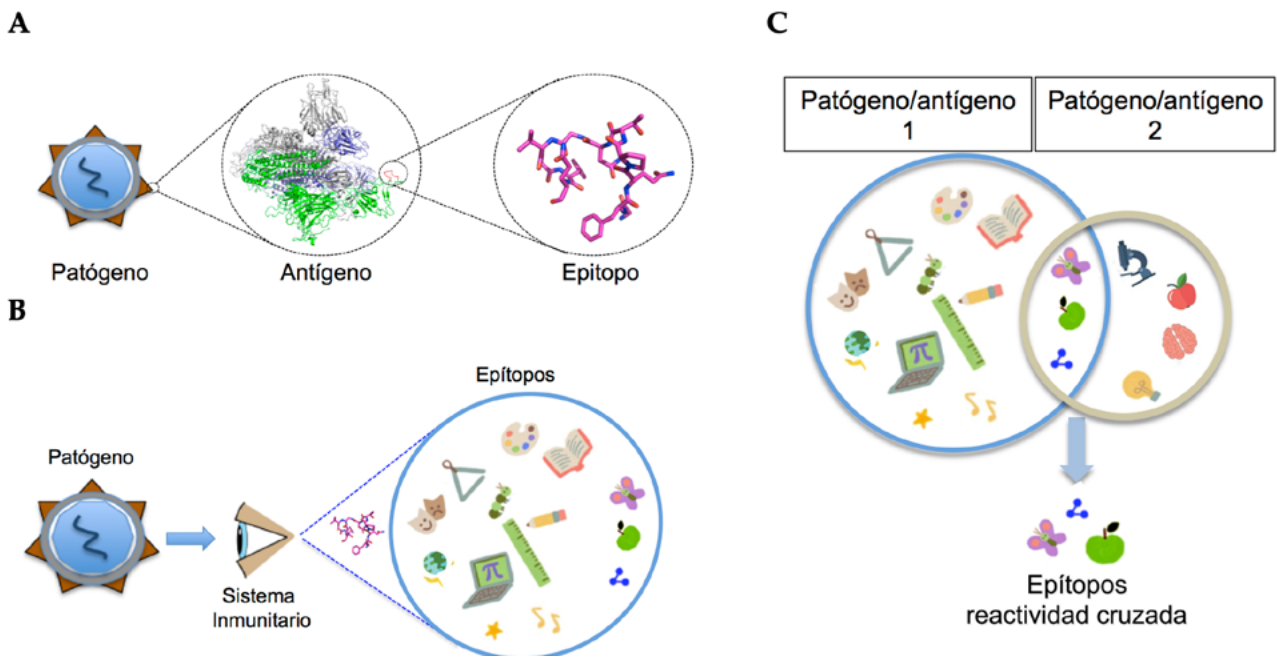 A
Patógeno
Antígeno
Epitopo
B
Patógeno
Sistema
Inmunitario
Epítopos
π
C
Patógeno/antígeno
1
Patógeno/antígeno
2
π
Epítopos
reactividad cruzada